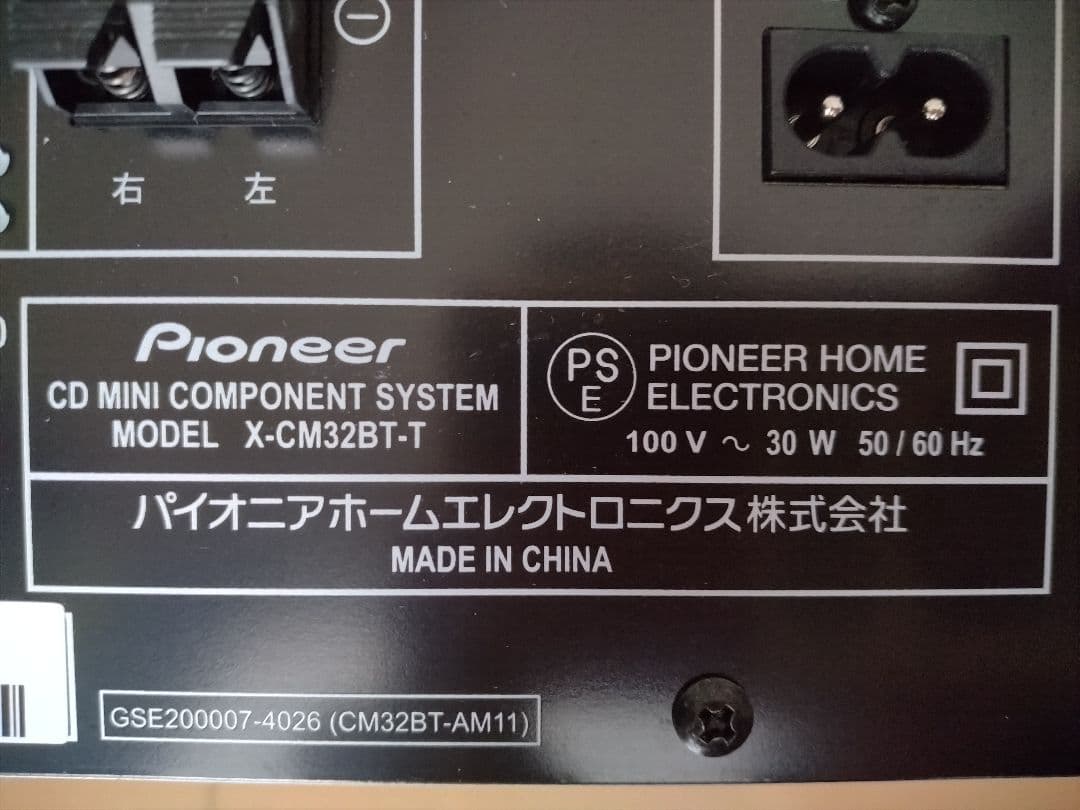 右 左
Pioneer
CD MINI COMPONENT SYSTEM
MODEL X-CM32BT-T
PS
E
PIONEER HOME
ELECTRONICS
100 V ～ 30 W 50 / 60 Hz
パイオニアホームエレクトロニクス株式会社
MADE IN CHINA
GSE200007-4026 (CM32BT-AM11)